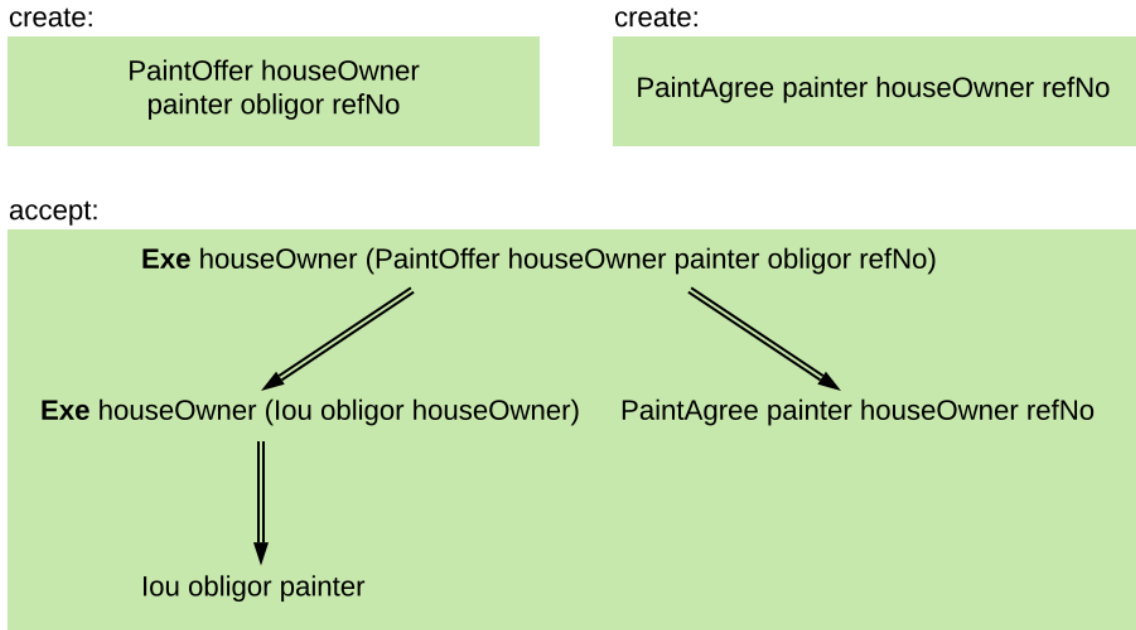 create:
PaintOffer houseOwner
painter obligor refNo
create:
PaintAgree painter houseOwner refNo
accept:
Exe houseOwner (PaintOffer houseOwner painter obligor refNo)
Exe houseOwner (Iou obligor houseOwner)
PaintAgree painter houseOwner refNo
Iou obligor painter